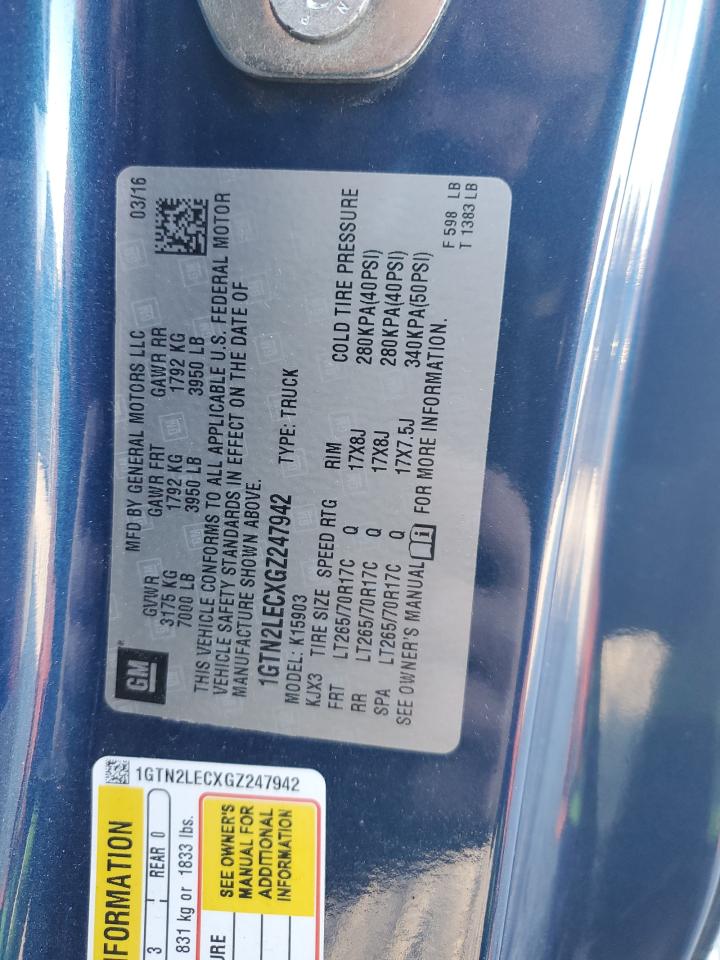 MFD BY GENERAL MOTORS LLC 03/16
GVWR GAWR FRT GAWR RR
3175 KG 1792 KG 1792 KG
7000 LB 3950 LB 3950 LB
THIS VEHICLE CONFORMS TO ALL APPLICABLE U.S. FEDERAL MOTOR
VEHICLE SAFETY STANDARDS IN EFFECT ON THE DATE OF
MANUFACTURE SHOWN ABOVE.
1GTN2LECXGZ247942 TYPE: TRUCK
MODEL: K15903
KJX3 TIRE SIZE SPEED RTG RIM COLD TIRE PRESSURE
FRT LT265/70R17C Q 17X8J 280KPA(40PSI)
RR LT265/70R17C Q 17X8J 280KPA(40PSI)
SPA LT265/70R17C Q 17X7.5J 340KPA(50PSI)
SEE OWNER'S MANUAL FOR MORE INFORMATION.
F 598 LB
T 1383 LB
GM
1GTN2LECXGZ247942
FORMATION
3 REAR 0
831 kg or 1833 lbs.
URE
SEE OWNER'S
MANUAL FOR
ADDITIONAL
INFORMATION